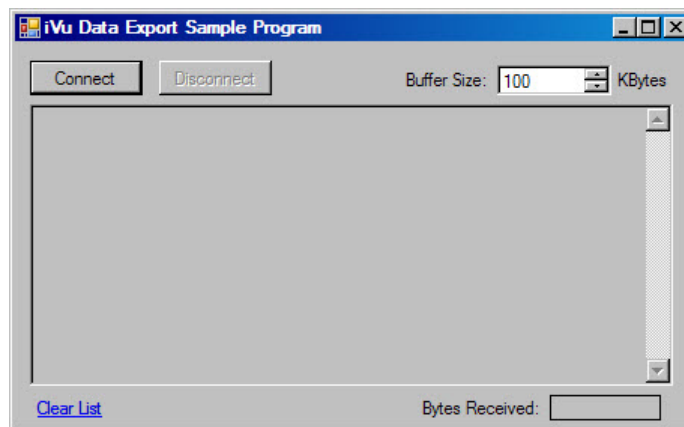 iVu Data Export Sample Program
Connect Disconnect Buffer Size: 100 KBytes
Clear List Bytes Received: